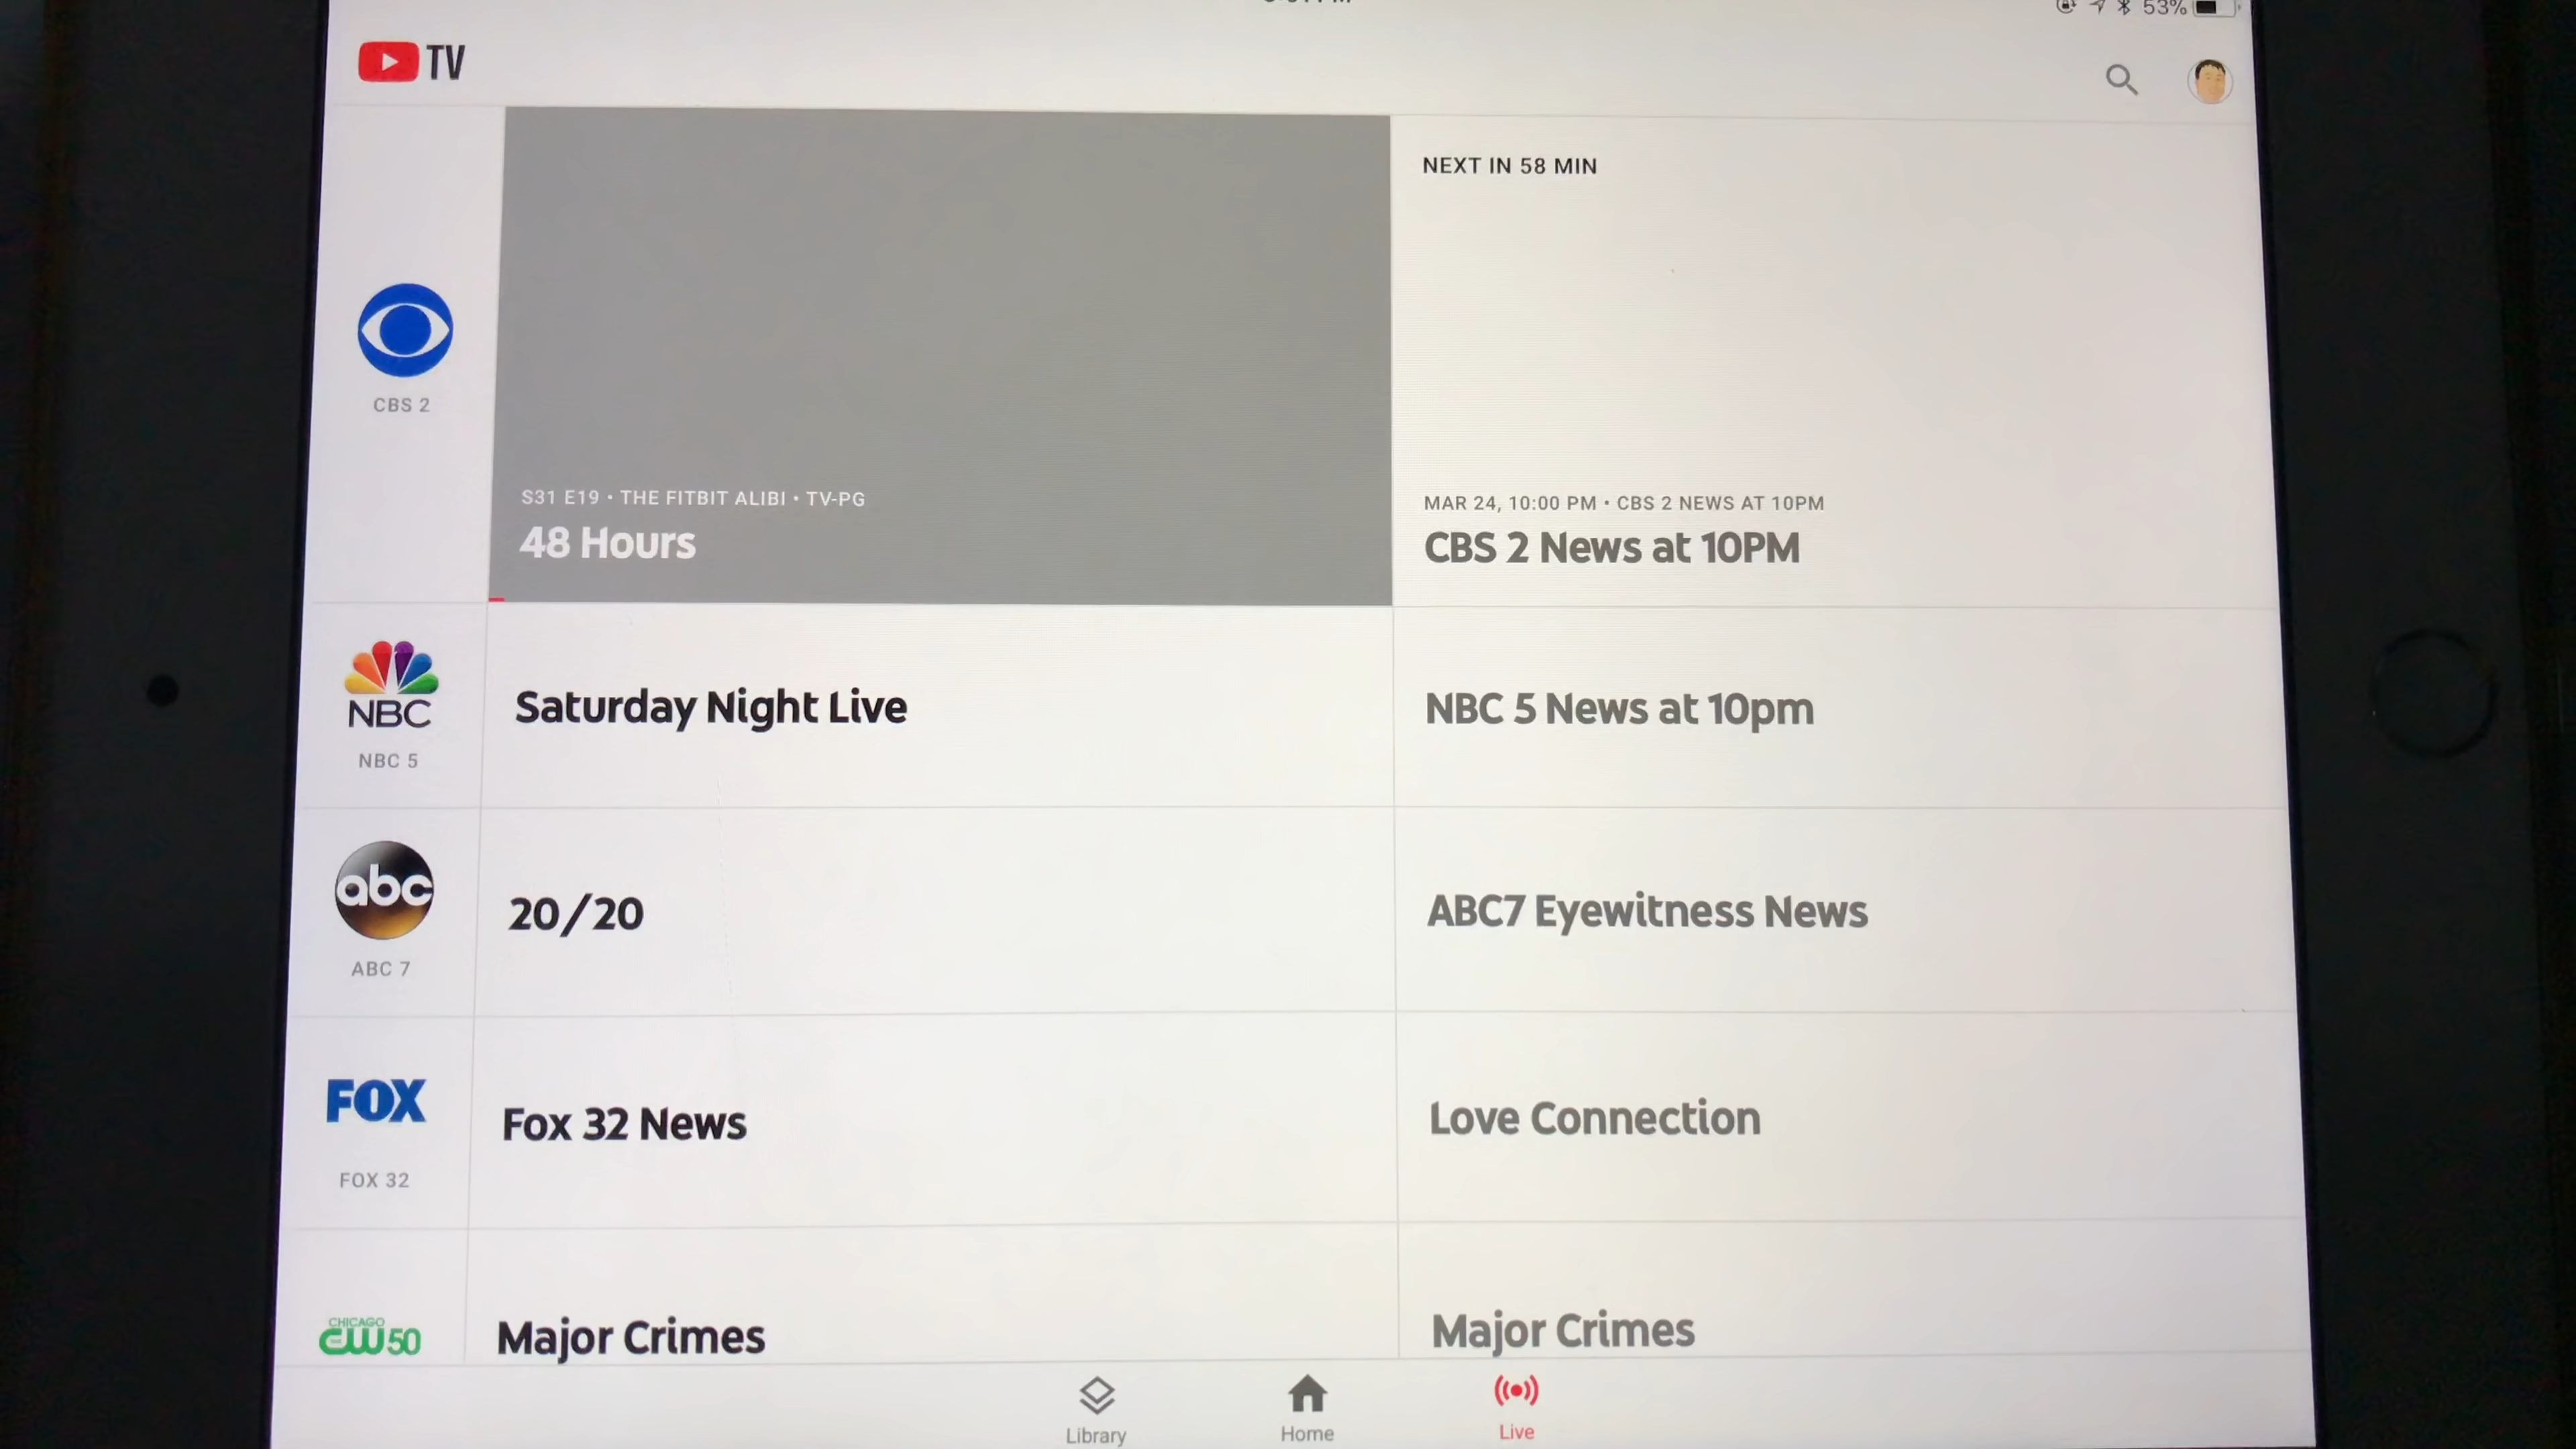 53%
TV
NEXT IN 58 MIN
CBS 2
S31 E19 • THE FITBIT ALIBI • TV-PG
48 Hours
MAR 24, 10:00 PM • CBS 2 NEWS AT 10PM
CBS 2 News at 10PM
NBC
NBC 5
Saturday Night Live
NBC 5 News at 10pm
abc
ABC 7
20/20
ABC7 Eyewitness News
FOX
FOX 32
Fox 32 News
Love Connection
CHICAGO
CW50
Major Crimes
Major Crimes
Library
Home
Live